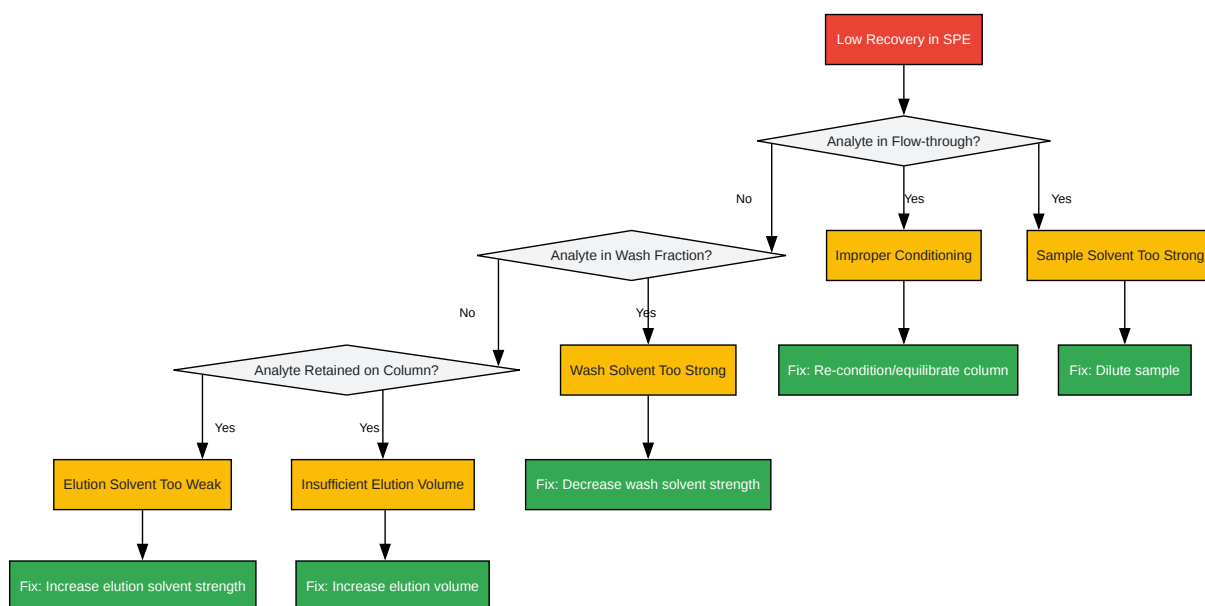 Low Recovery in SPE
Analyte in Flow-through?
No
Yes
Yes
Analyte in Wash Fraction?
Improper Conditioning
Sample Solvent Too Strong
No
Yes
Analyte Retained on Column?
Wash Solvent Too Strong
Fix: Re-condition/equilibrate column
Fix: Dilute sample
Yes
Yes
Elution Solvent Too Weak
Insufficient Elution Volume
Fix: Decrease wash solvent strength
Fix: Increase elution solvent strength
Fix: Increase elution volume